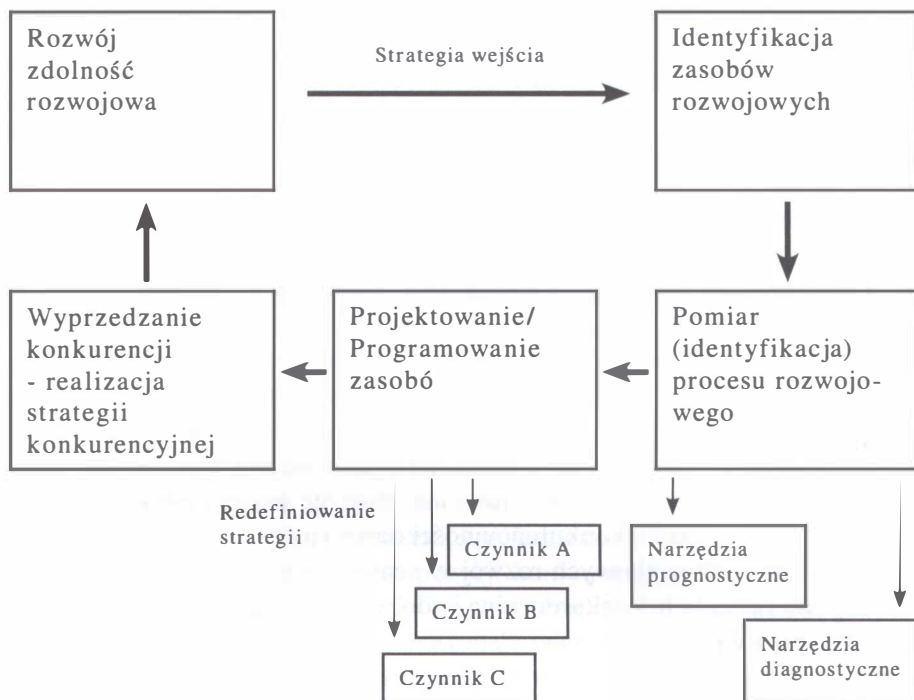 Rozwój
zdolność
rozwojowa
Strategia wejścia
Identyfikacja
zasobów
rozwojowych
Wyprzedzanie
konkurencji
- realizacja
strategii
konkurencyjnej
Projektowanie/
Programowanie
zasobó
Pomiar
(identyfikacja)
procesu rozwojo-
wego
Redefiniowanie
strategii
Czynnik A
Czynnik B
Czynnik C
Narzędzia
prognostyczne
Narzędzia
diagnostyczne